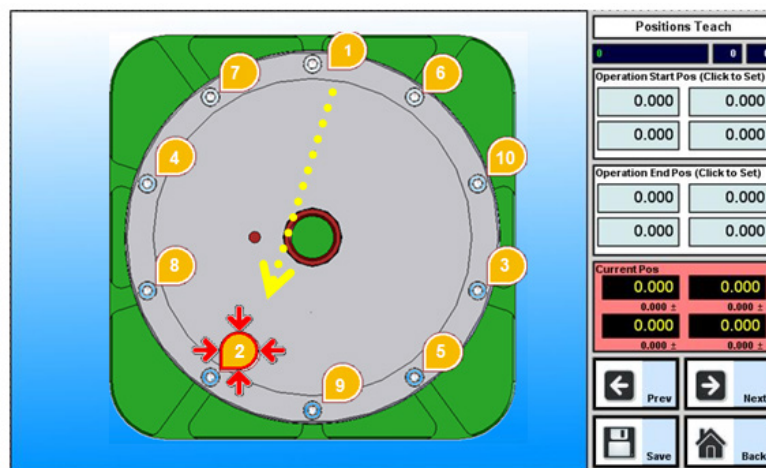 1
7
6
4
10
8
3
2
5
9
Positions Teach
0 0
Operation Start Pos (Click to Set)
0.000 0.000
0.000 0.000
Operation End Pos (Click to Set)
0.000 0.000
0.000 0.000
Current Pos
0.000 0.000
0.000 ± 0.000 ±
0.000 0.000
0.000 ± 0.000 ±
Prev Next
Save Back